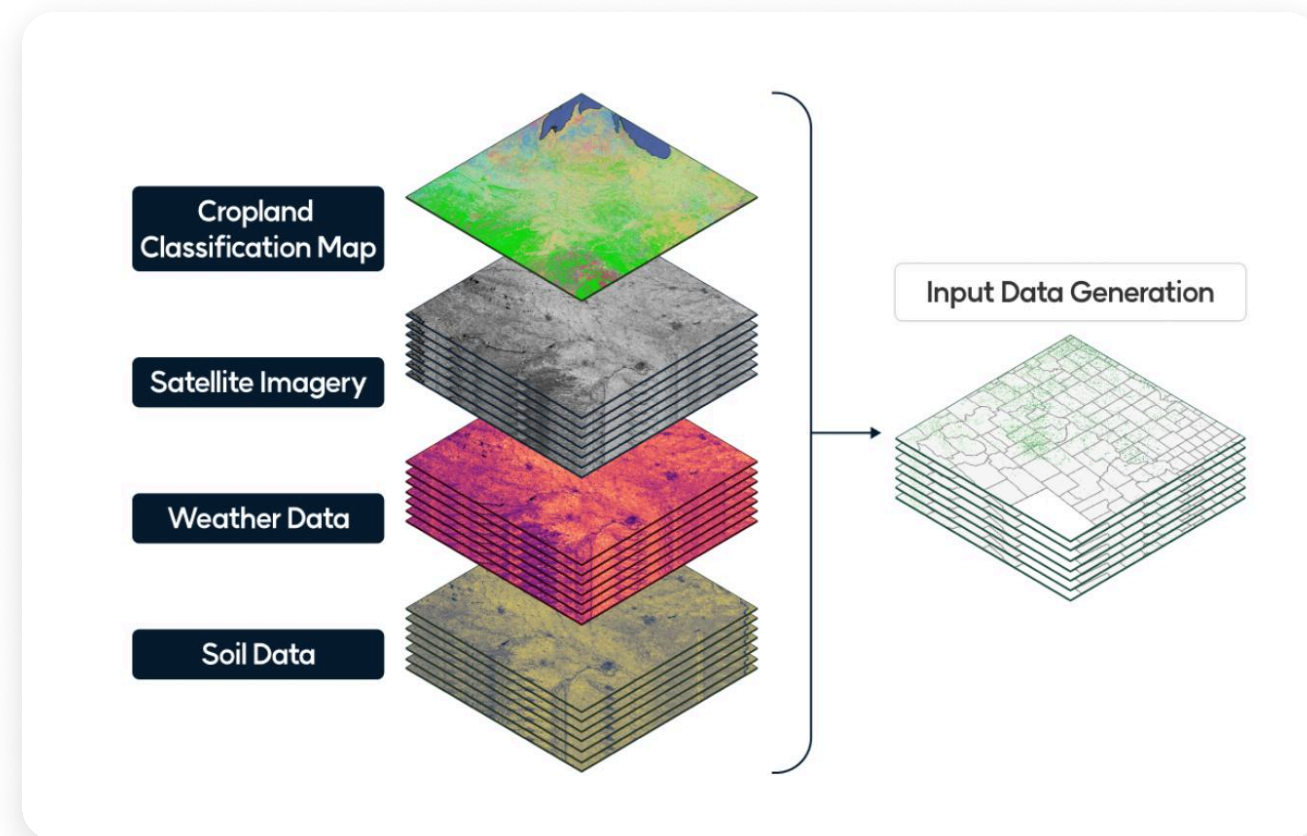 Cropland
Classification Map
Satellite Imagery
Weather Data
Soil Data
Input Data Generation